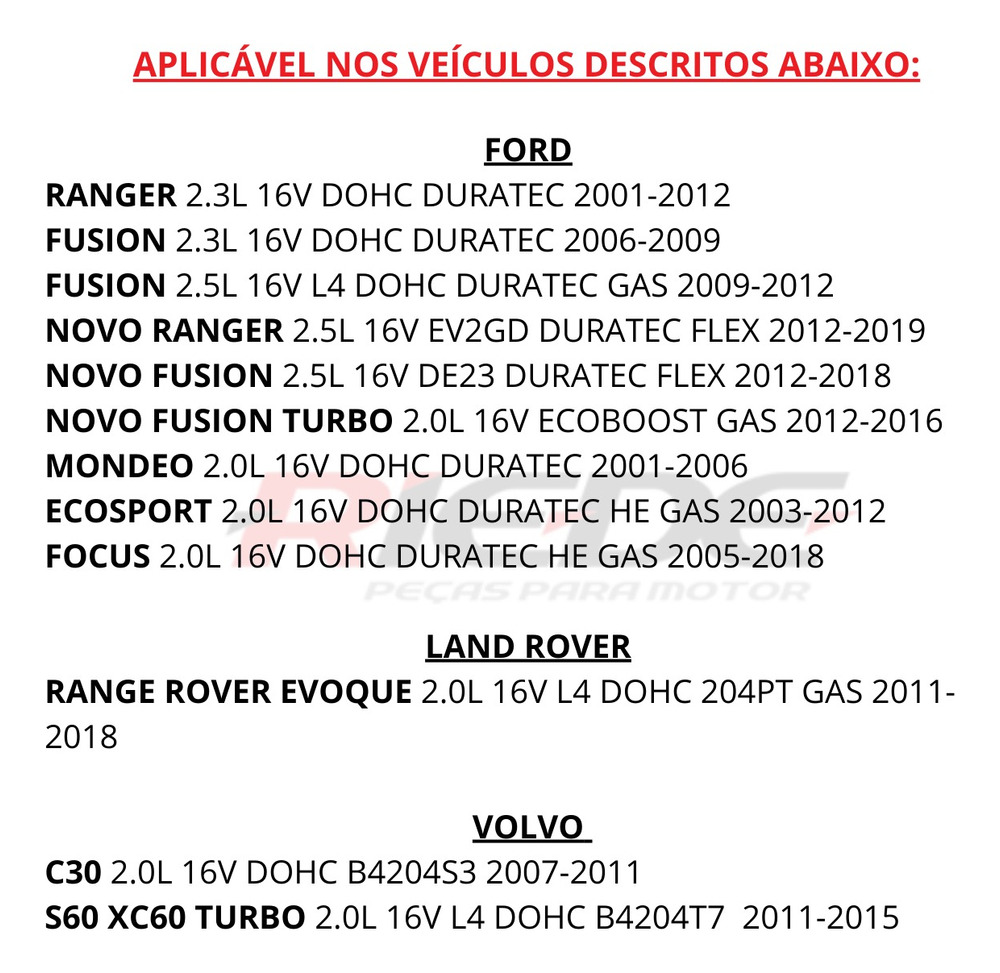 APLICÁVEL NOS VEÍCULOS DESCRITOS ABAIXO:
FORD
RANGER 2.3L 16V DOHC DURATEC 2001-2012
FUSION 2.3L 16V DOHC DURATEC 2006-2009
FUSION 2.5L 16V L4 DOHC DURATEC GAS 2009-2012
NOVO RANGER 2.5L 16V EV2GD DURATEC FLEX 2012-2019
NOVO FUSION 2.5L 16V DE23 DURATEC FLEX 2012-2018
NOVO FUSION TURBO 2.0L 16V ECOBOOST GAS 2012-2016
MONDEO 2.0L 16V DOHC DURATEC 2001-2006
ECOSPORT 2.0L 16V DOHC DURATEC HE GAS 2003-2012
FOCUS 2.0L 16V DOHC DURATEC HE GAS 2005-2018
PEÇAS PARA MOTOR
LAND ROVER
RANGE ROVER EVOQUE 2.0L 16V L4 DOHC 204PT GAS 2011-
2018
VOLVO
C30 2.0L 16V DOHC B4204S3 2007-2011
S60 XC60 TURBO 2.0L 16V L4 DOHC B4204T7 2011-2015